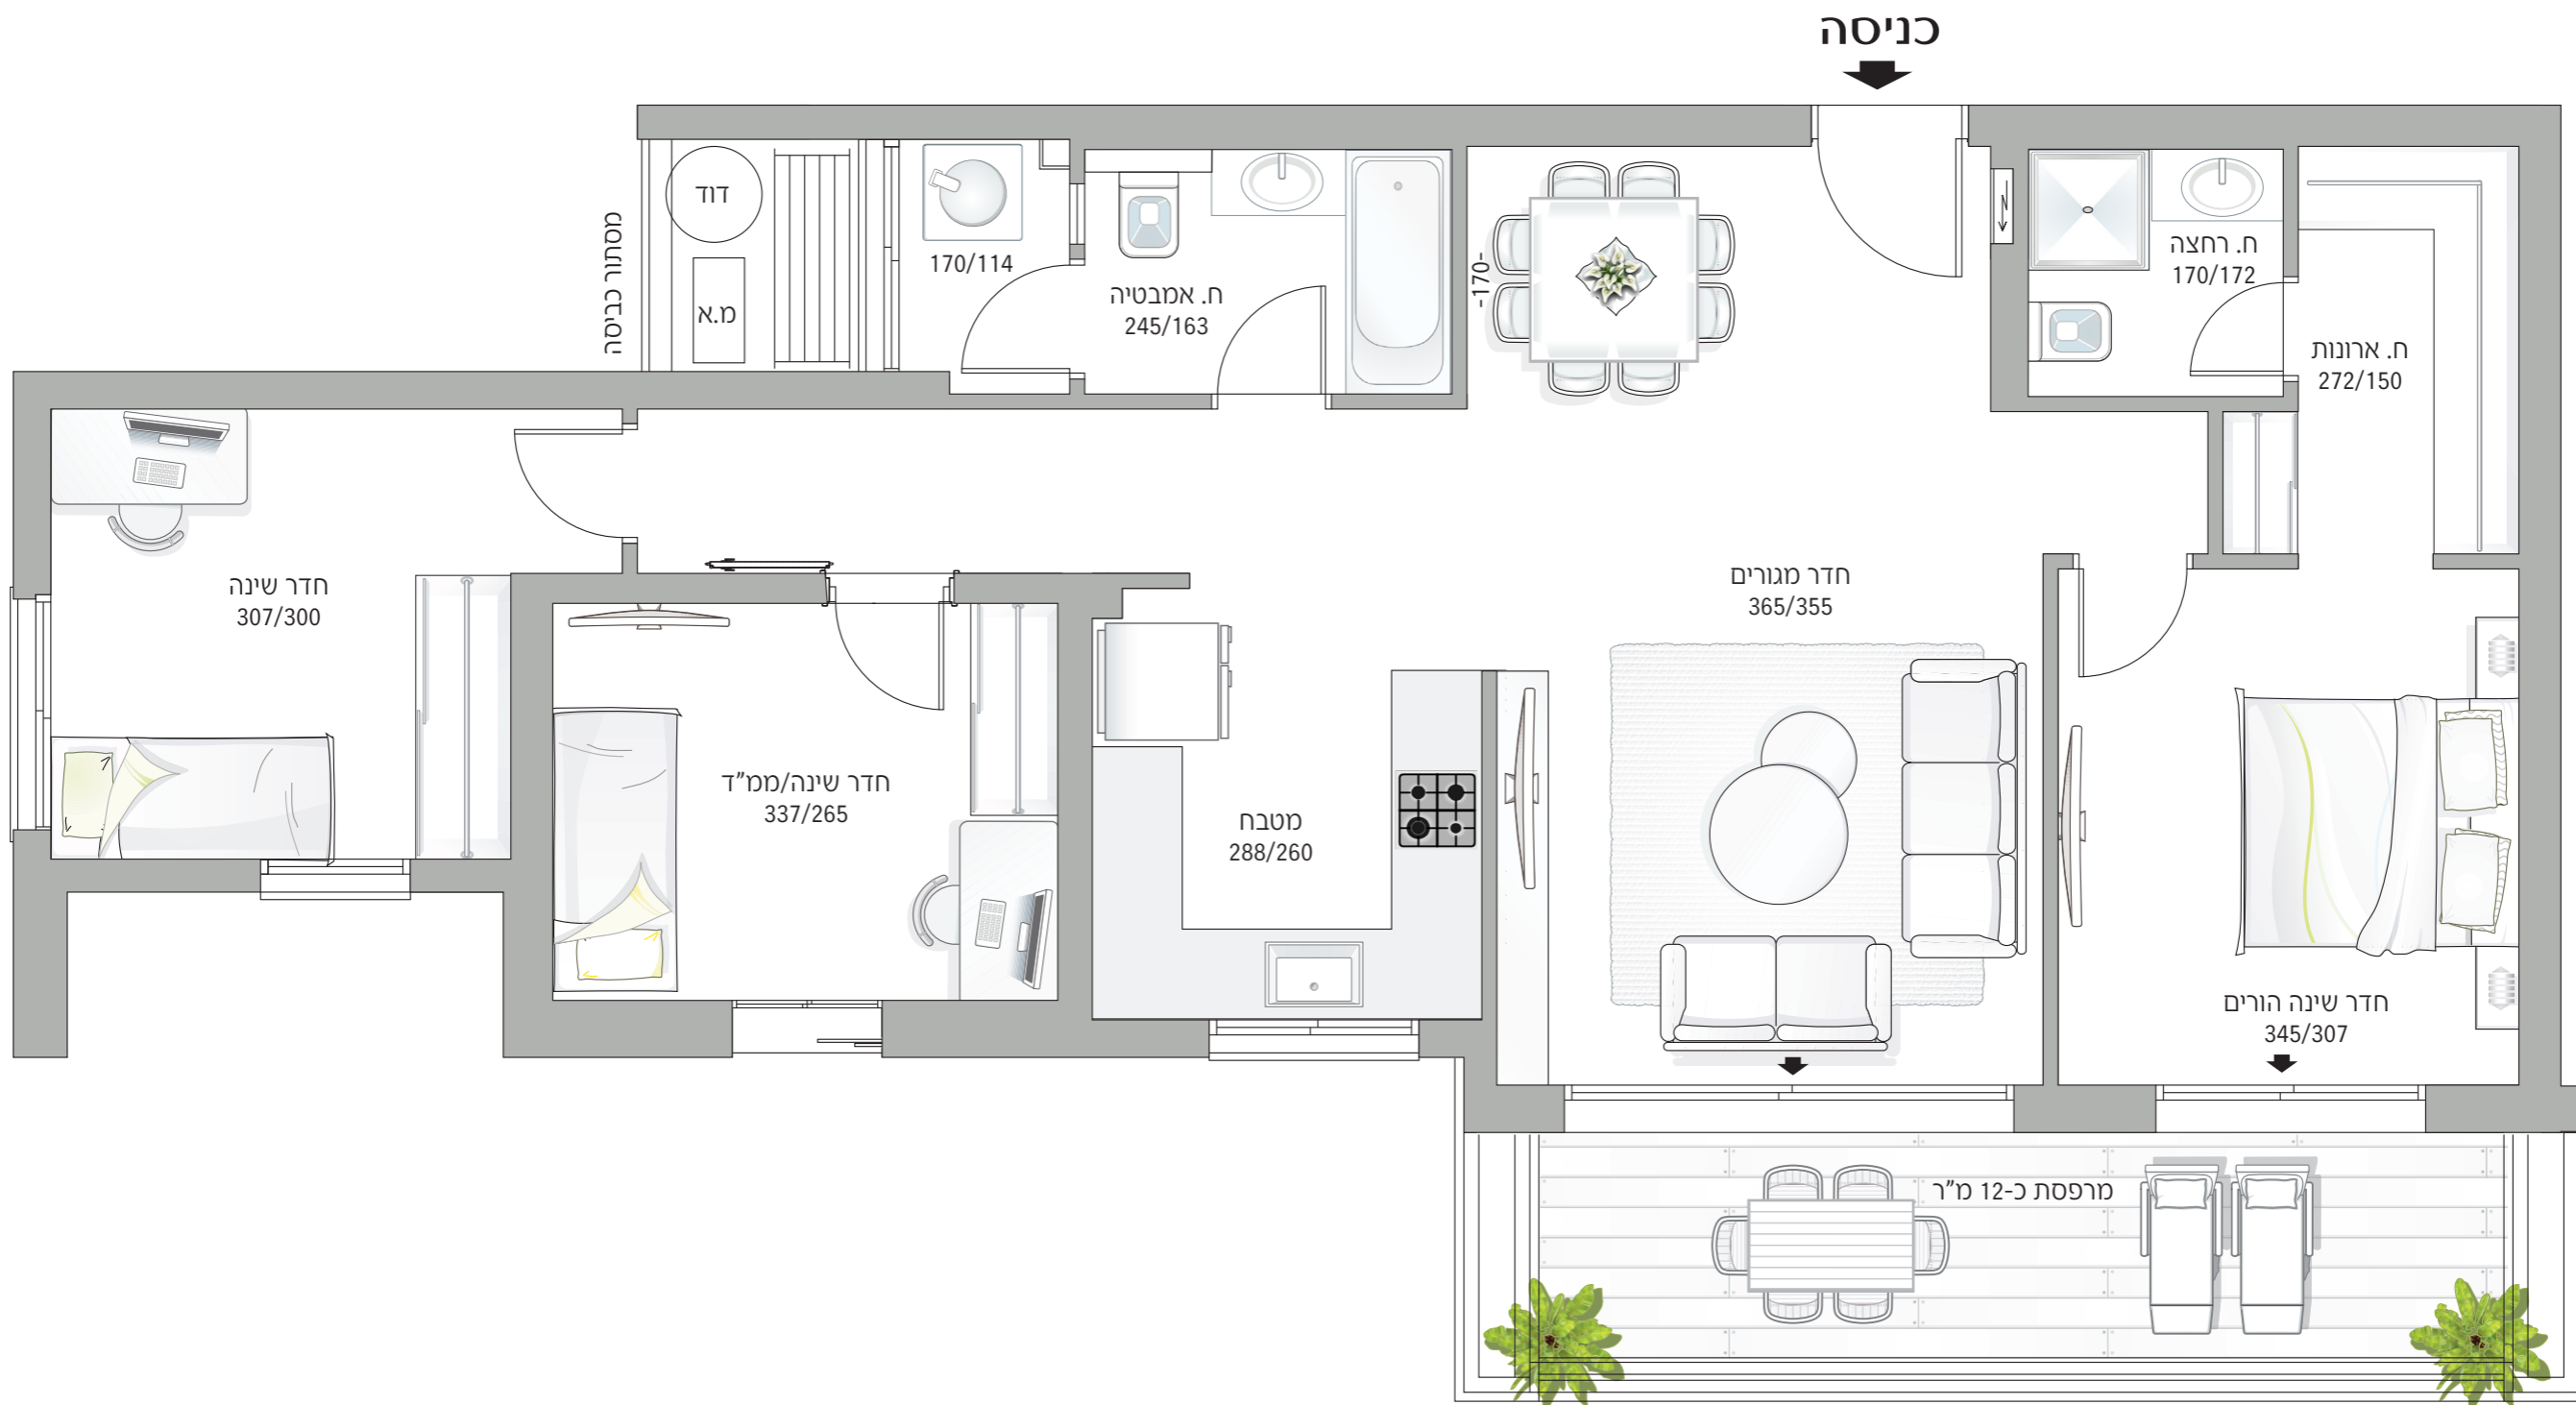 כניסה
דוד
מ.א
מסתור כביסה
170/114
ח. אמבטיה
245/163
-170-
ח. רחצה
170/172
ח. ארונות
272/150
חדר שינה
307/300
חדר שינה/ממ״ד
337/265
מטבח
288/260
חדר מגורים
365/355
חדר שינה הורים
345/307
מרפסת כ-12 מ״ר